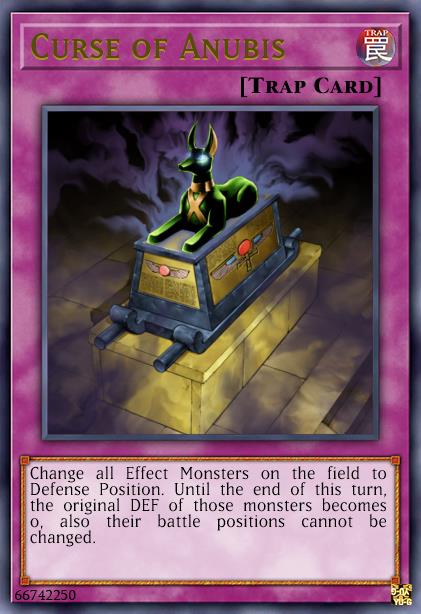 Curse of Anubis
TRAP
罠
[Trap Card]
Change all Effect Monsters on the field to
Defense Position. Until the end of this turn,
the original DEF of those monsters becomes
0, also their battle positions cannot be
changed.
66742250